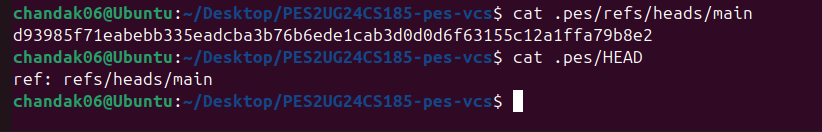 chandak06@Ubuntu:~/Desktop/PES2UG24CS185-pes-vcs$ cat .pes/refs/heads/main
d93985f71eabebb335eadcba3b76b6ede1cab3d0d0d6f63155c12a1ffa79b8e2
chandak06@Ubuntu:~/Desktop/PES2UG24CS185-pes-vcs$ cat .pes/HEAD
ref: refs/heads/main
chandak06@Ubuntu:~/Desktop/PES2UG24CS185-pes-vcs$